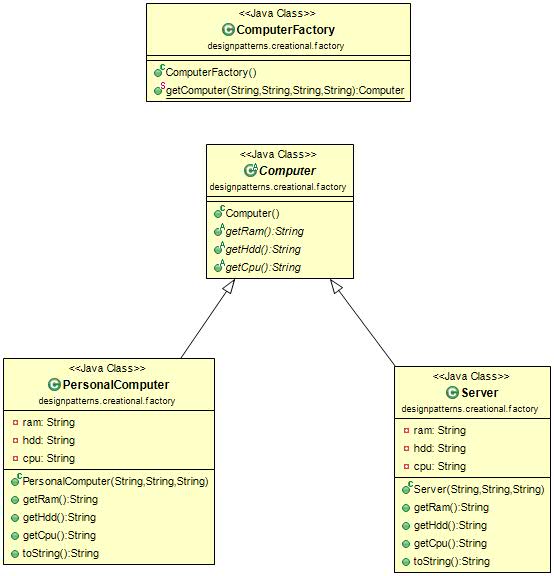 <<Java Class>>
ComputerFactory
designpatterns.creational.factory
ComputerFactory()
getComputer(String,String,String,String):Computer
<<Java Class>>
Computer
designpatterns.creational.factory
Computer()
getRam():String
getHdd():String
getCpu():String
<<Java Class>>
PersonalComputer
designpatterns.creational.factory
ram: String
hdd: String
cpu: String
PersonalComputer(String,String,String)
getRam():String
getHdd():String
getCpu():String
toString():String
<<Java Class>>
Server
designpatterns.creational.factory
ram: String
hdd: String
cpu: String
Server(String,String,String)
getRam():String
getHdd():String
getCpu():String
toString():String